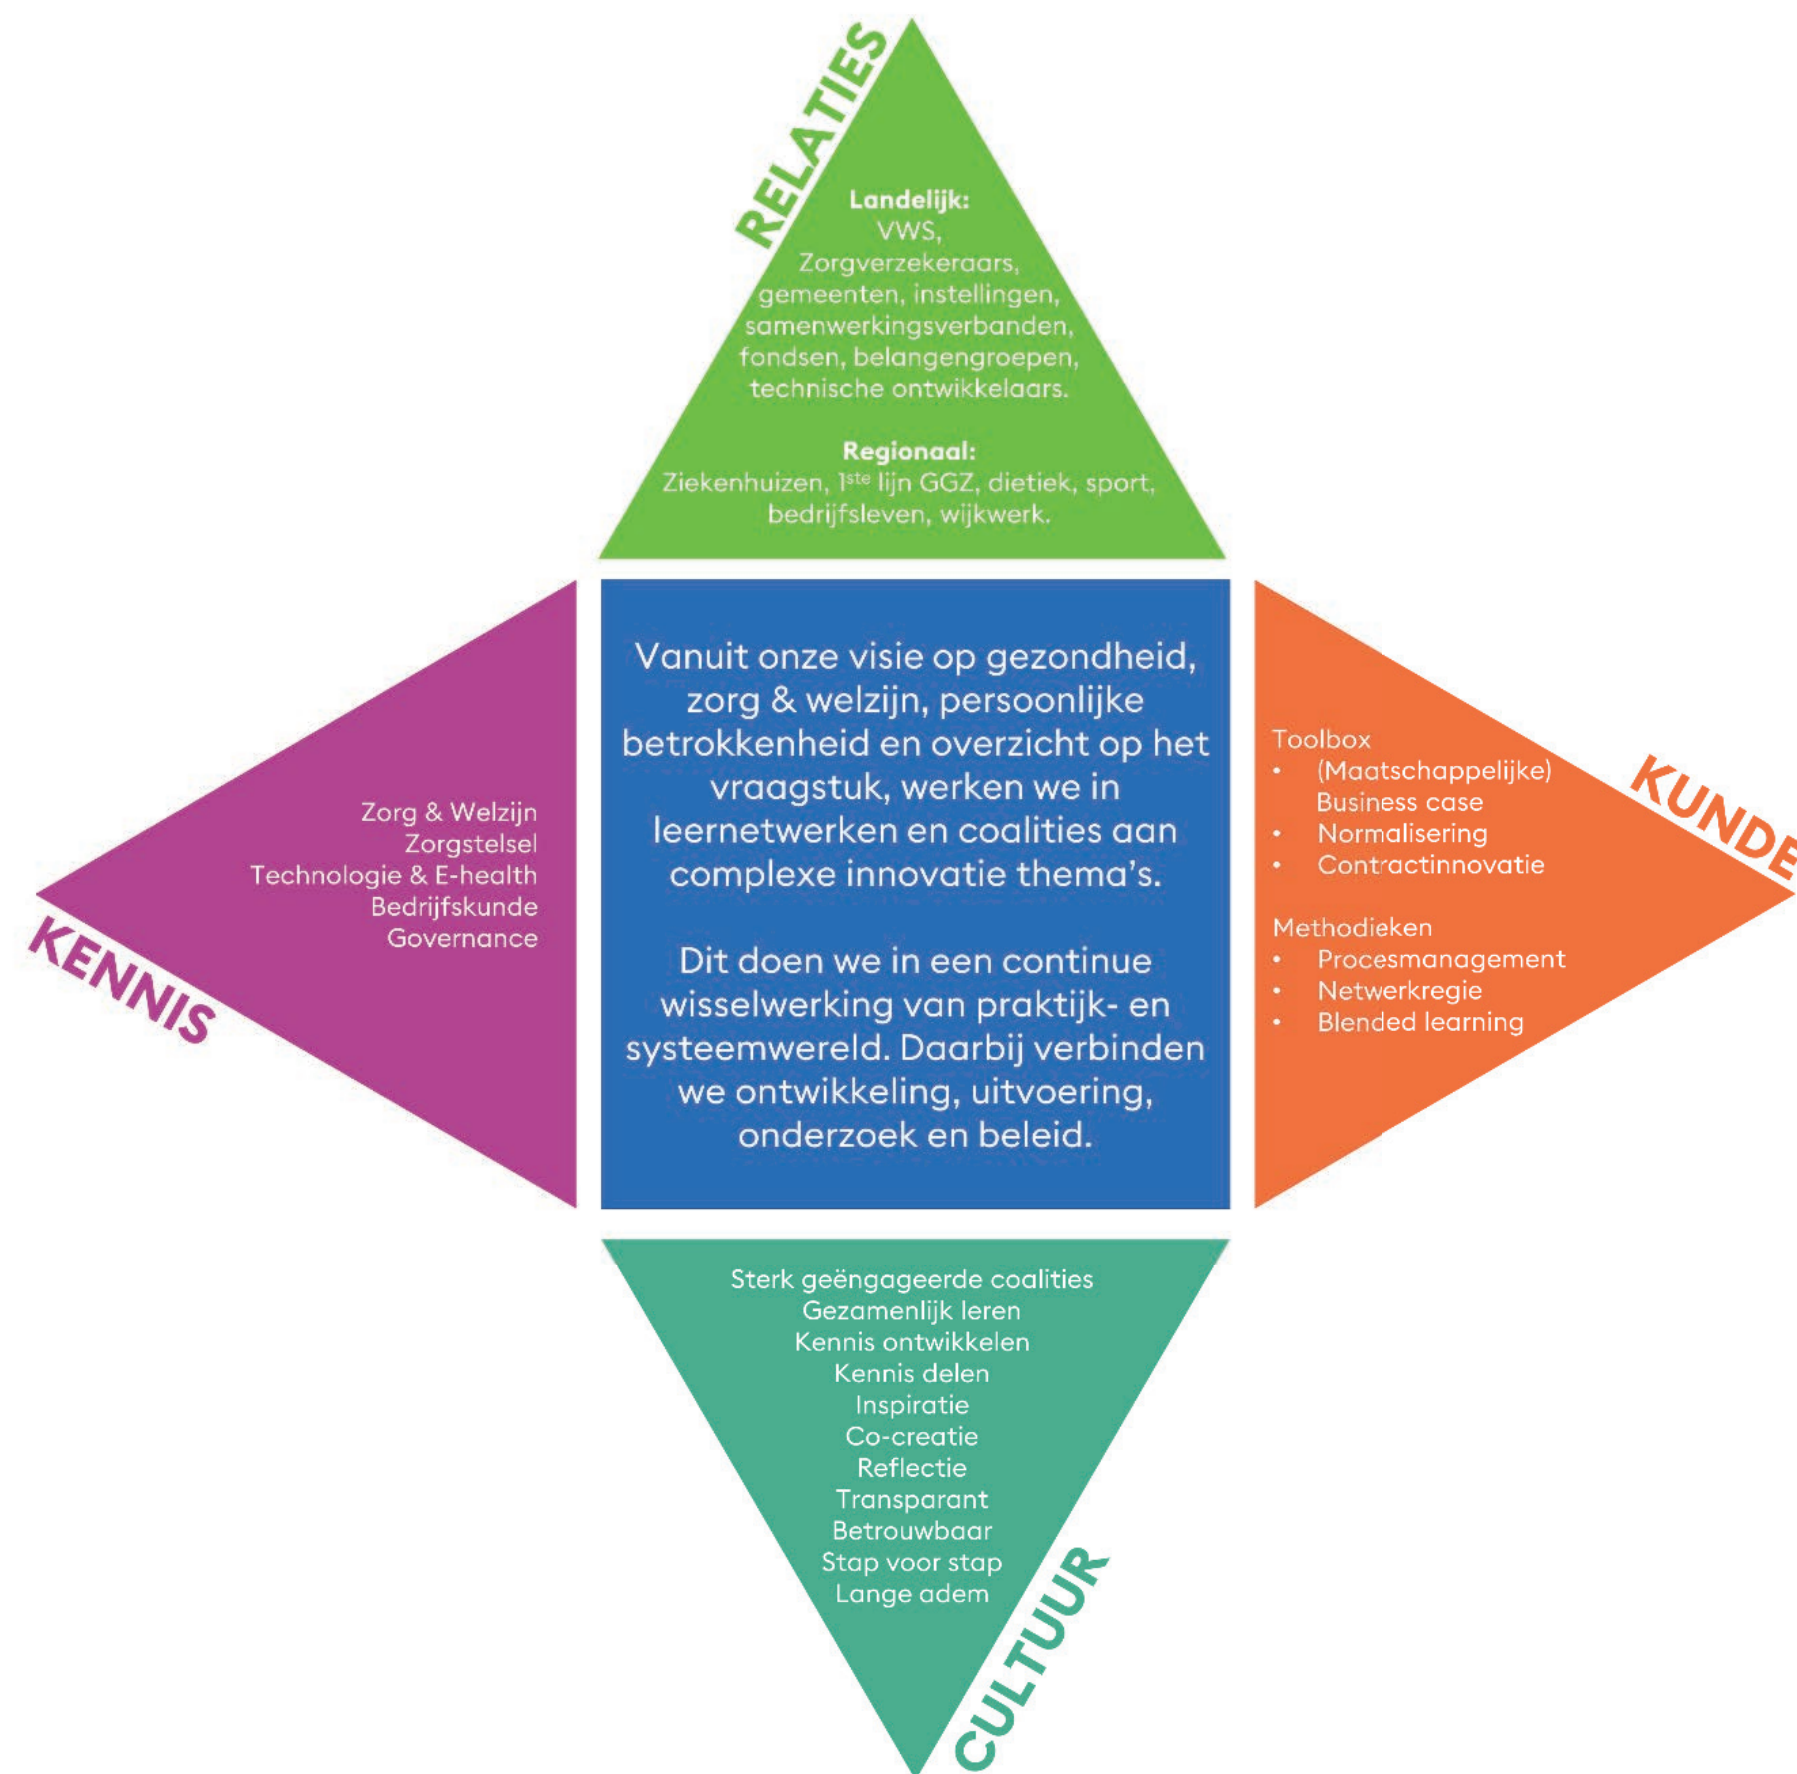 RELATIES
Landelijk:
VWS,
Zorgverzekeraars,
gemeenten, instellingen,
samenwerkingsverbanden,
fondsen, belangengroepen,
technische ontwikkelaars.
Regionaal:
Ziekenhuizen, 1ste lijn GGZ, dietiek, sport,
bedrijfsleven, wijkwerk.
KENNIS
Zorg & Welzijn
Zorgstelsel
Technologie & E-health
Bedrijfskunde
Governance
Vanuit onze visie op gezondheid,
zorg & welzijn, persoonlijke
betrokkenheid en overzicht op het
vraagstuk, werken we in
leernetwerken en coalities aan
complexe innovatie thema's.
Dit doen we in een continue
wisselwerking van praktijk- en
systeemwereld. Daarbij verbinden
we ontwikkeling, uitvoering,
onderzoek en beleid.
KUNDE
Toolbox
• (Maatschappelijke)
Business case
• Normalisering
• Contractinnovatie
Methodieken
• Procesmanagement
• Netwerkregie
• Blended learning
Sterk geëngageerde coalities
Gezamenlijk leren
Kennis ontwikkelen
Kennis delen
Inspiratie
Co-creatie
Reflectie
Transparant
Betrouwbaar
Stap voor stap
Lange adem
CULTUUR